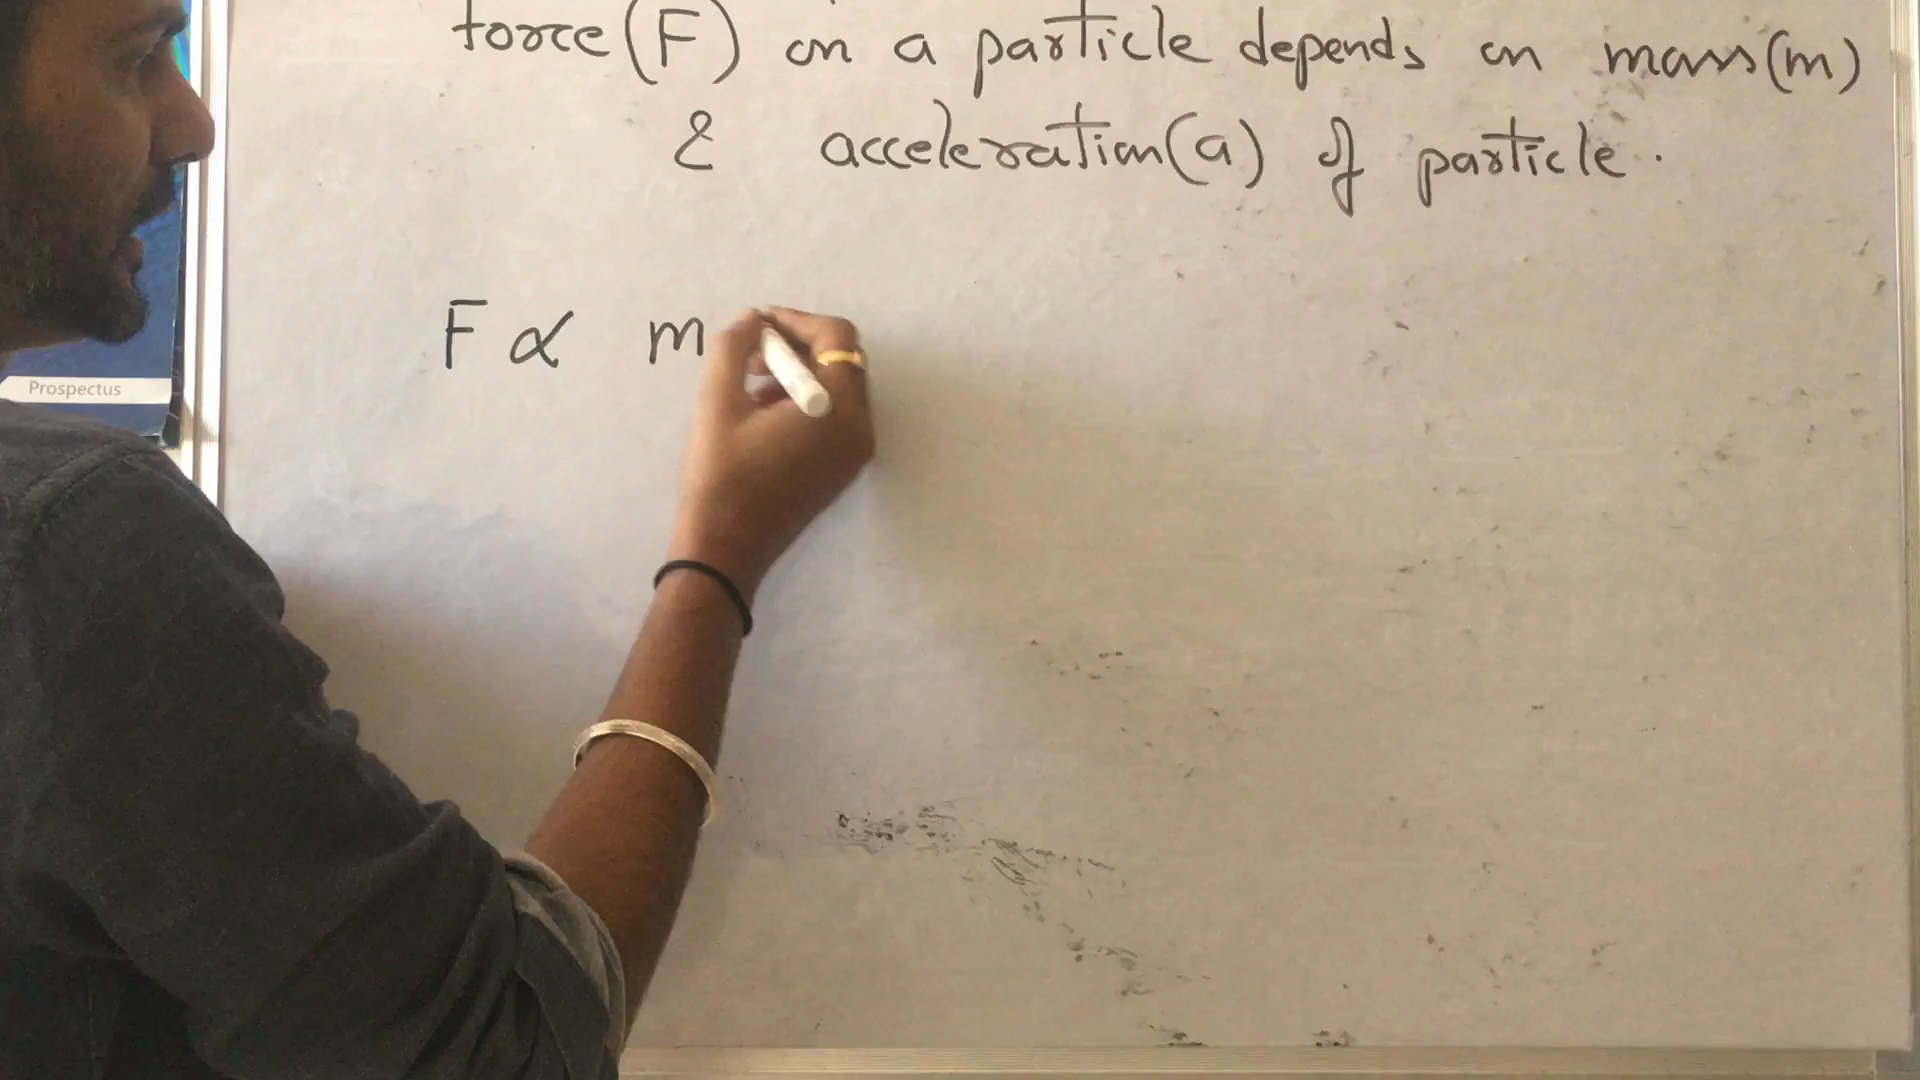 force(F) on a particle depends on mass(m)
& acceleration(a) of particle.
F ∝ m
Prospectus